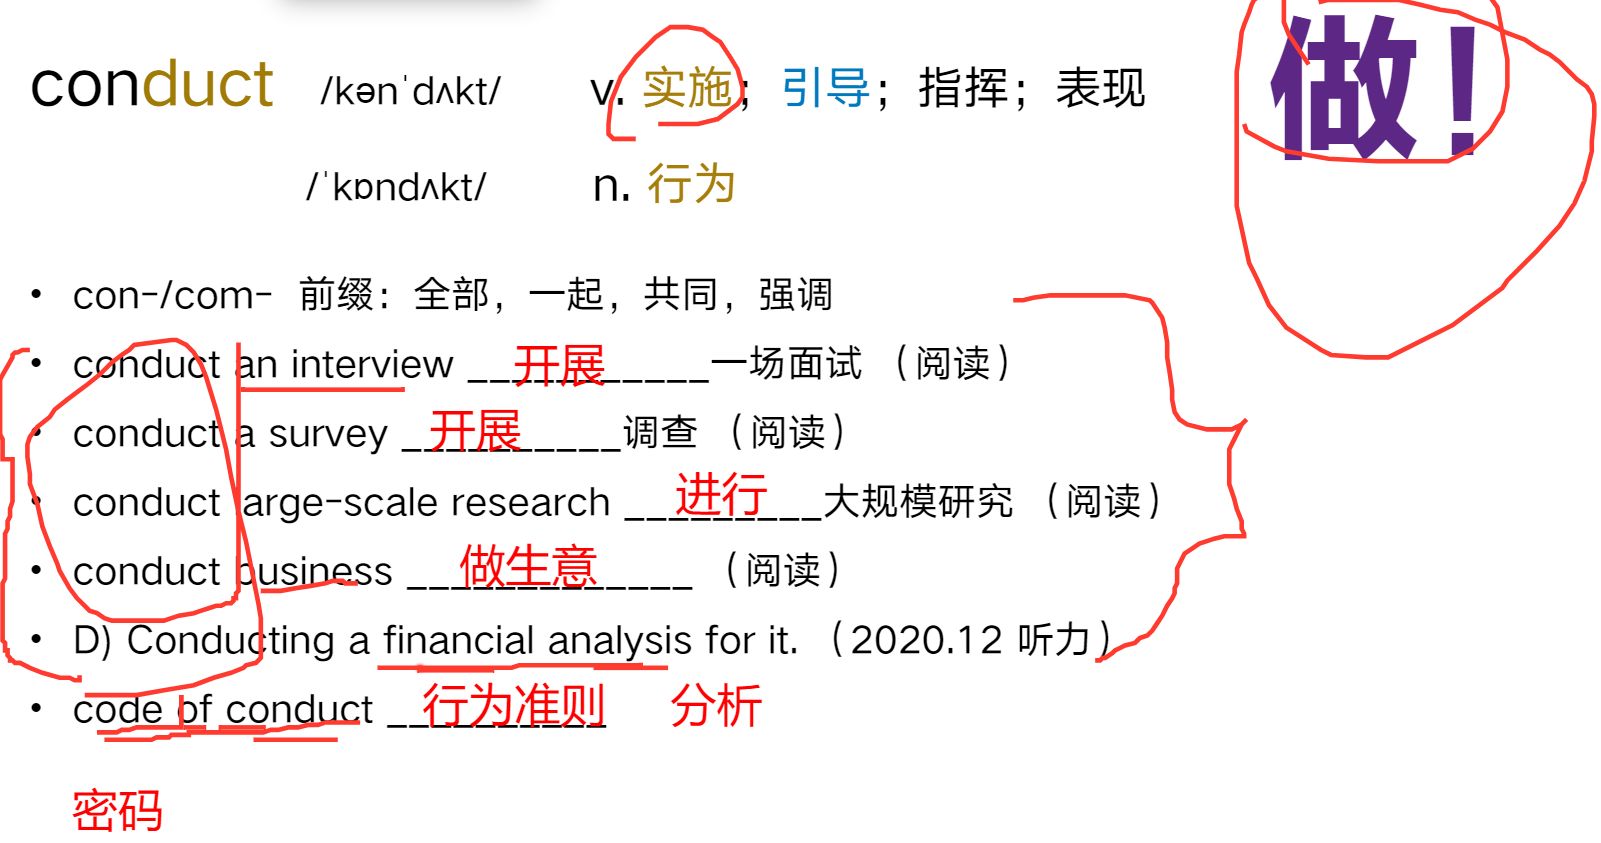 conduct /kənˈdʌkt/ v. 实施；引导；指挥；表现 做！
/ˈkɒndʌkt/ n. 行为
• con-/com- 前缀：全部，一起，共同，强调
• conduct an interview ___开展___一场面试 （阅读）
• conduct a survey ___开展___调查 （阅读）
• conduct large-scale research ___进行___大规模研究 （阅读）
• conduct business ___做生意___ （阅读）
• D) Conducting a financial analysis for it. （2020.12 听力）
• code of conduct ___行为准则___ 分析
密码